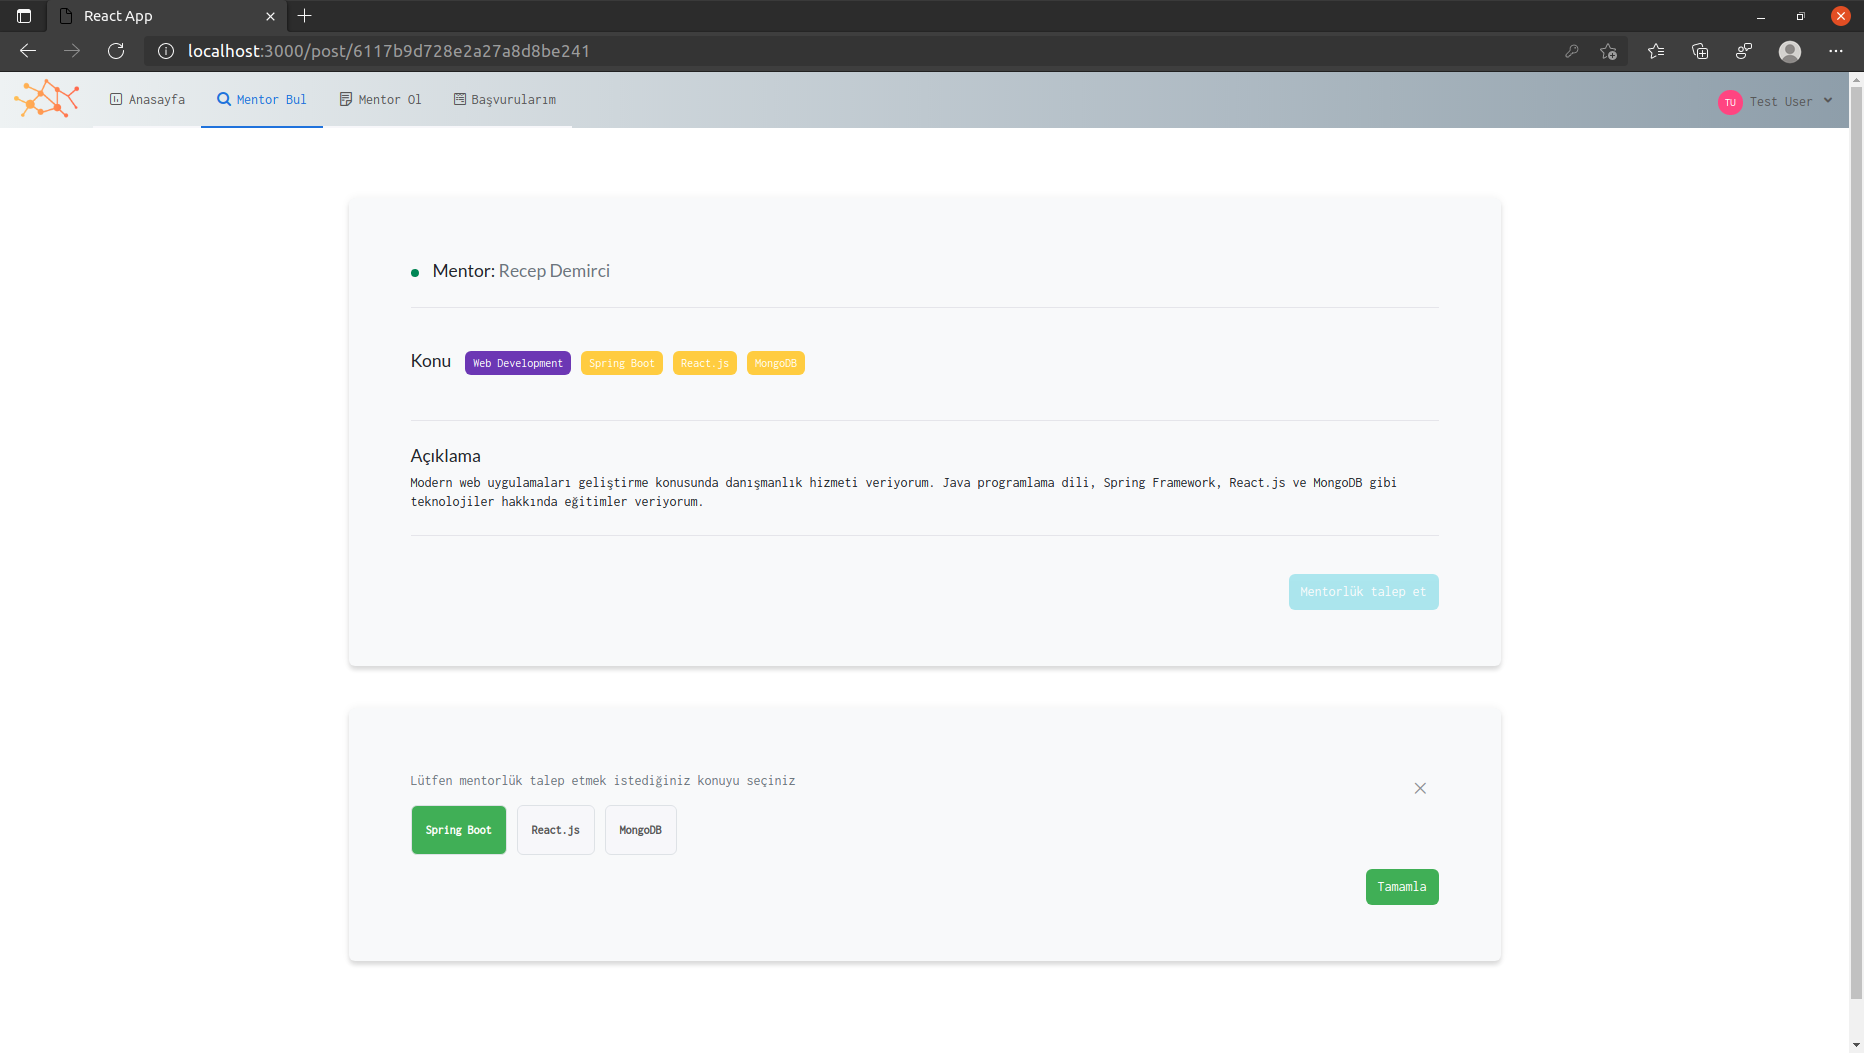 React App
localhost:3000/post/6117b9d728e2a27a8d8be241
Anasayfa
Mentor Bul
Mentor Ol
Başvurularım
TU
Test User
Mentor: Recep Demirci
Konu Web Development Spring Boot React.js MongoDB
Açıklama
Modern web uygulamaları geliştirme konusunda danışmanlık hizmeti veriyorum. Java programlama dili, Spring Framework, React.js ve MongoDB gibi
teknolojiler hakkında eğitimler veriyorum.
Mentorlük talep et
Lütfen mentorlük talep etmek istediğiniz konuyu seçiniz
Spring Boot React.js MongoDB
Tamamla